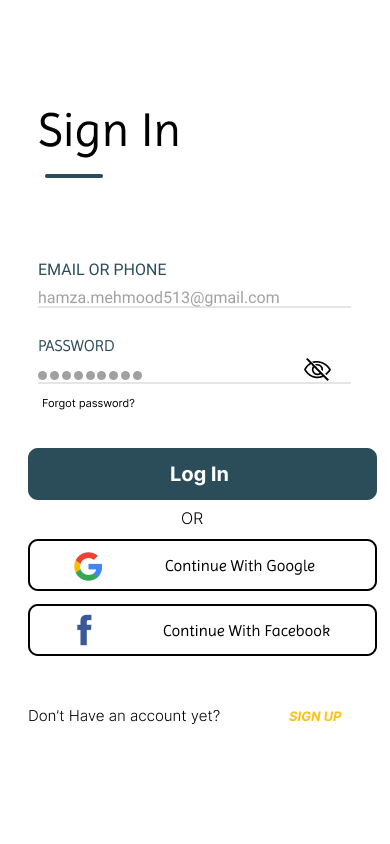 Sign In
EMAIL OR PHONE
hamza.mehmood513@gmail.com
PASSWORD
Forgot password?
Log In
OR
Continue With Google
Continue With Facebook
Don't Have an account yet? SIGN UP